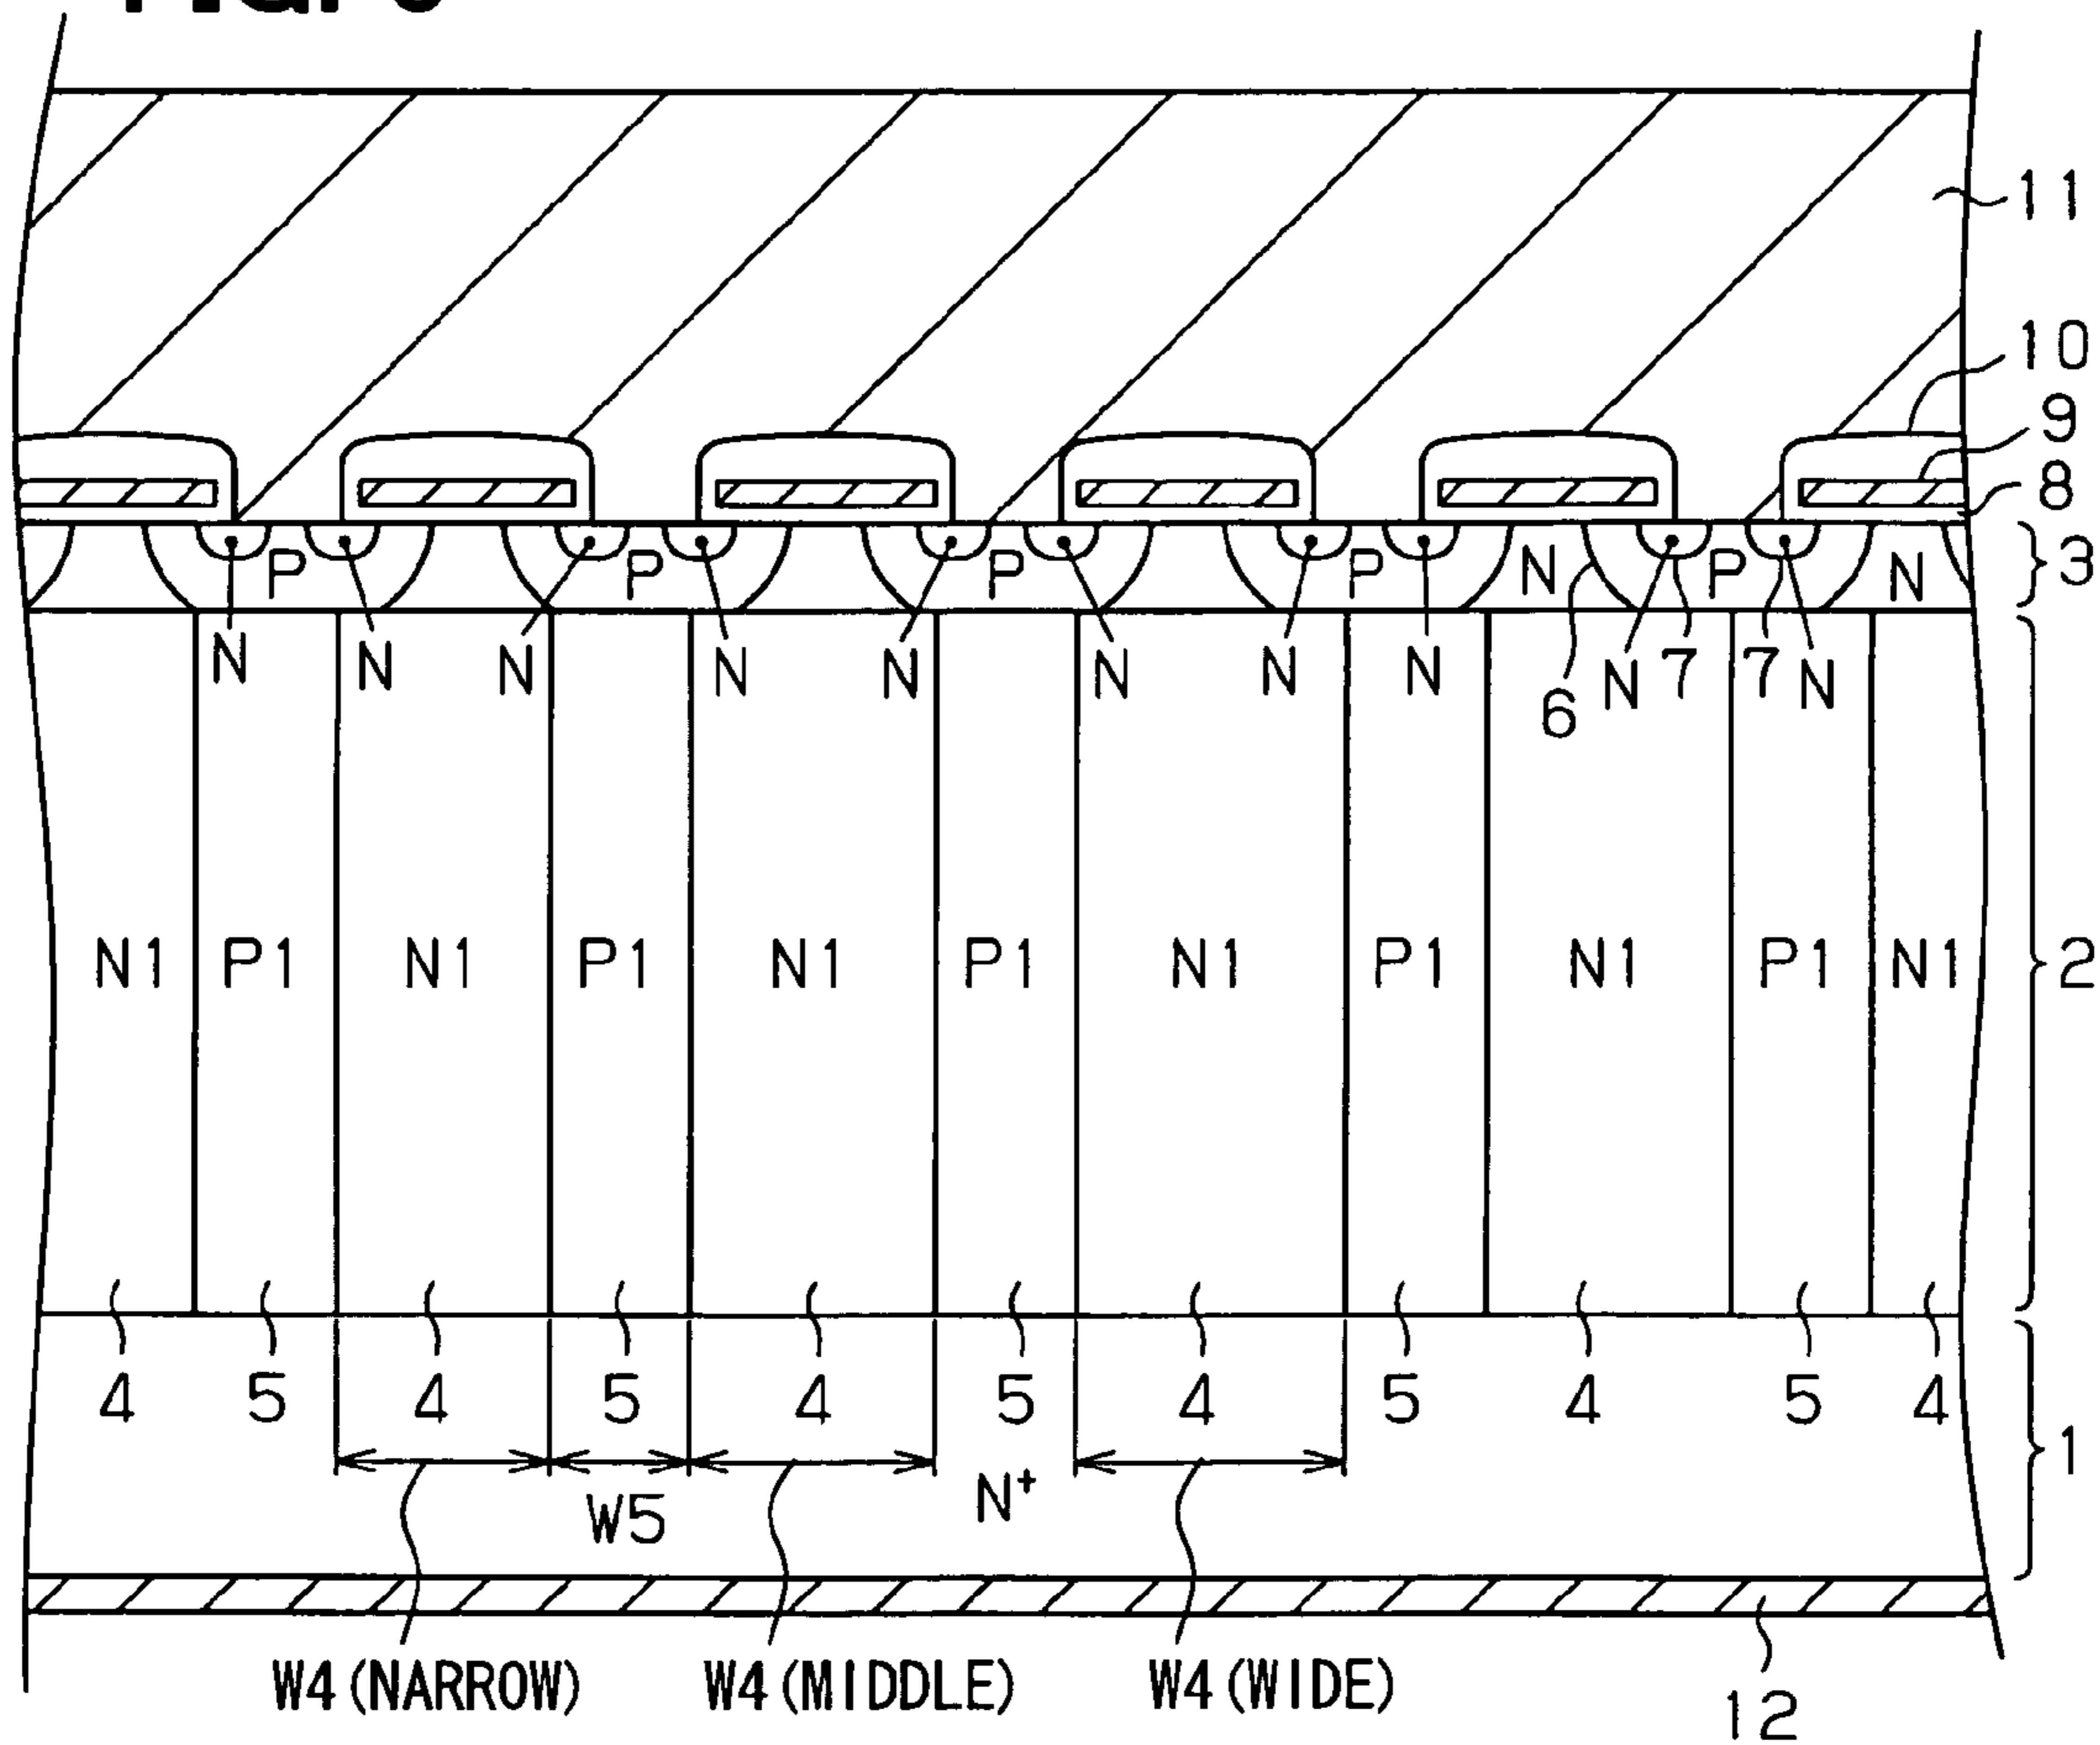 11
10
9
8
P P P P N P N
3
N N N N N N N N 6 N 7 7 N
N1 P1 N1 P1 N1 P1 N1 P1 N1 P1 N1
2
4 5 4 5 4 5 4 5 4 5 4
1
W5 N+
W4(NARROW) W4(MIDDLE) W4(WIDE)
12